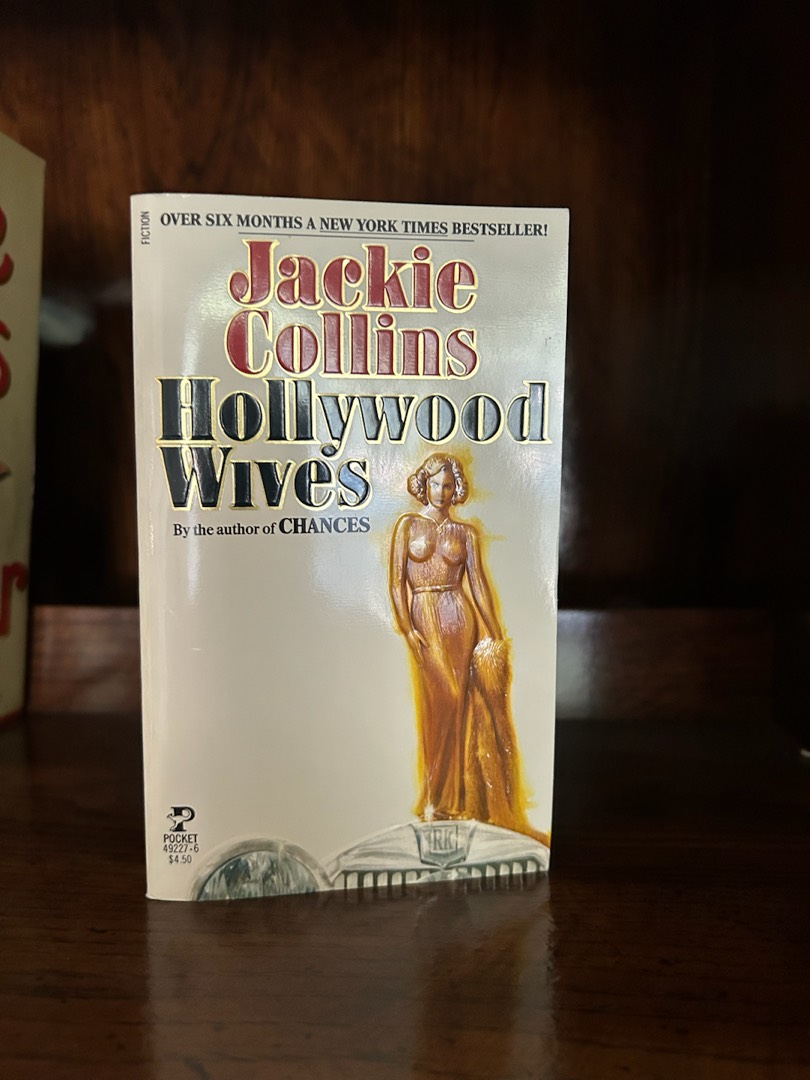 FICTION
OVER SIX MONTHS A NEW YORK TIMES BESTSELLER!
Jackie
Collins
Hollywood
Wives
By the author of CHANCES
RK
POCKET
49227-6
$4.50